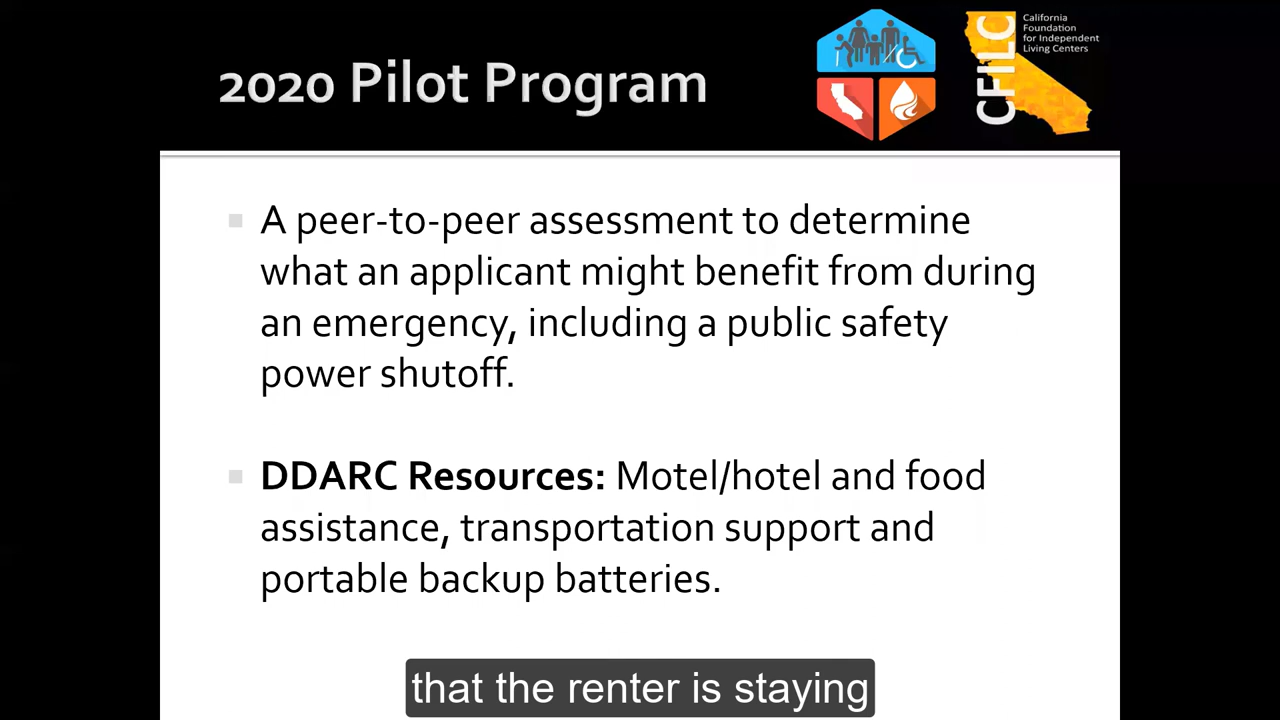 2020 Pilot Program
CFILC
California
Foundation
for Independent
Living Centers
A peer-to-peer assessment to determine
what an applicant might benefit from during
an emergency, including a public safety
power shutoff.
DDARC Resources: Motel/hotel and food
assistance, transportation support and
portable backup batteries.
that the renter is staying